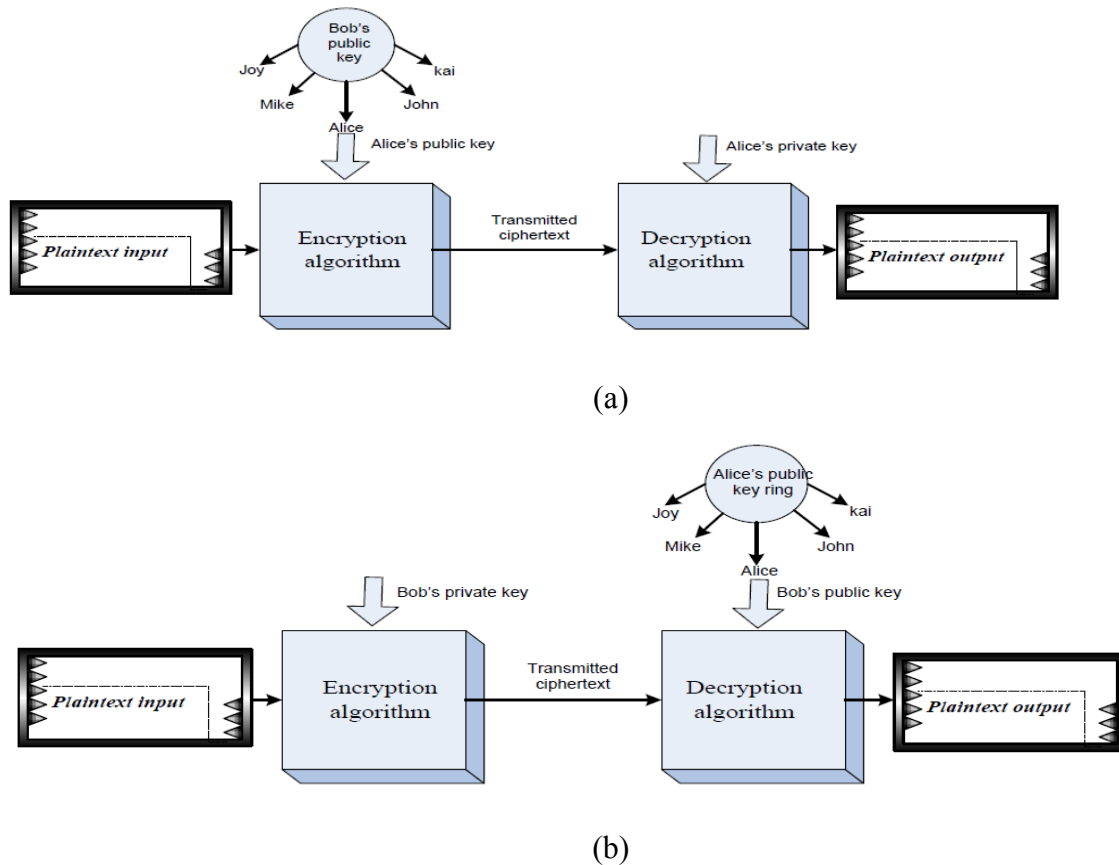 Bob's
public
key
Joy
kai
Mike
John
Alice
Alice's public key
Alice's private key
Plaintext input
Encryption
algorithm
Transmitted
ciphertext
Decryption
algorithm
Plaintext output
(a)
Alice's public
key ring
Joy
kai
Mike
John
Alice
Bob's private key
Bob's public key
Plaintext input
Encryption
algorithm
Transmitted
ciphertext
Decryption
algorithm
Plaintext output
(b)